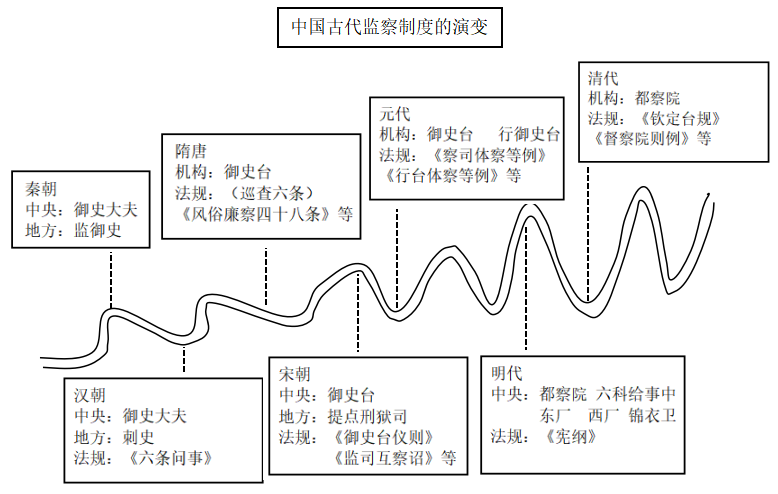 中国古代监察制度的演变
秦朝
中央：御史大夫
地方：监御史
隋唐
机构：御史台
法规：（巡查六条）
《风俗廉察四十八条》等
元代
机构：御史台 行御史台
法规：《察司体察等例》
《行台体察等例》等
清代
机构：都察院
法规：《钦定台规》
《督察院则例》等
汉朝
中央：御史大夫
地方：刺史
法规：《六条问事》
宋朝
中央：御史台
地方：提点刑狱司
法规：《御史台仪则》
《监司互察诏》等
明代
中央：都察院 六科给事中
东厂 西厂 锦衣卫
法规：《宪纲》